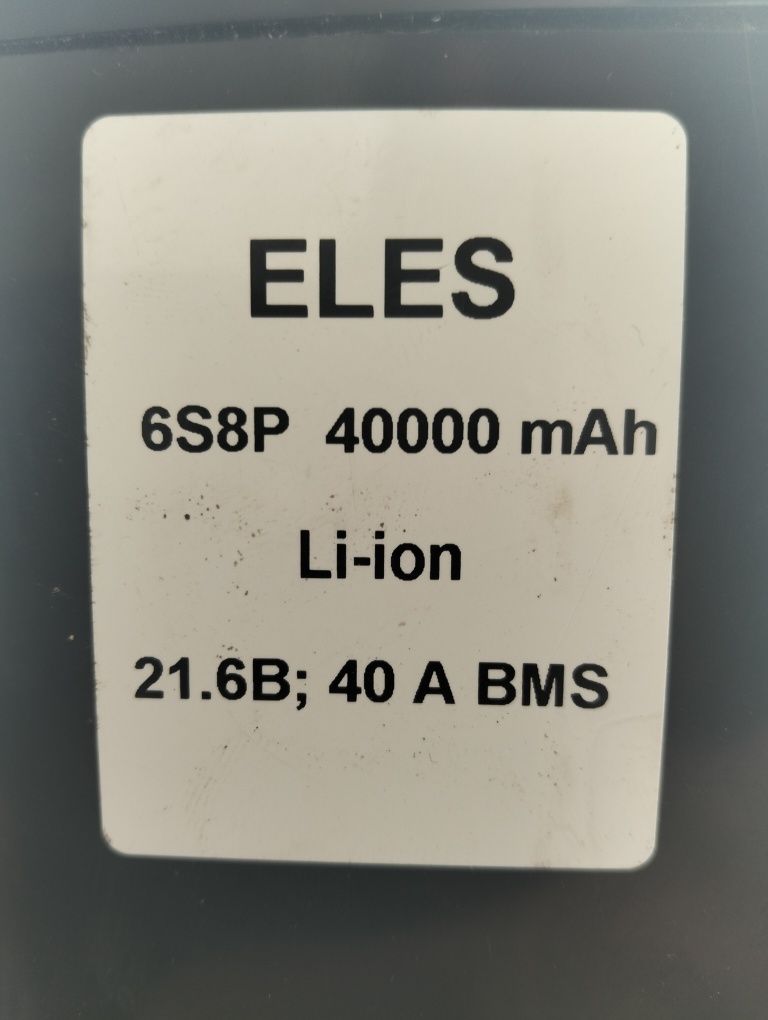 ELES
6S8P 40000 mAh
Li-ion
21.6В; 40 A BMS